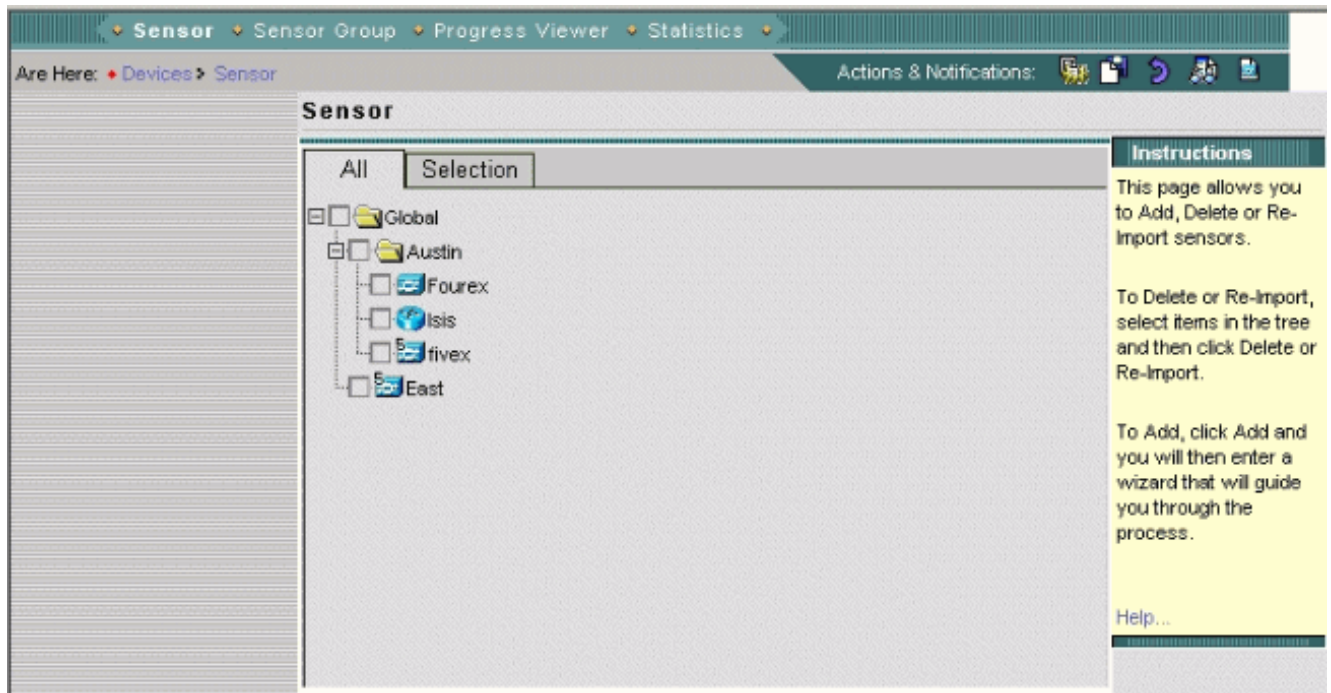 Sensor Sensor Group Progress Viewer Statistics
Are Here: Devices > Sensor
Actions & Notifications:
Sensor
All Selection
Global
Austin
Fourex
Isis
5 fivex
5 East
Instructions
This page allows you
to Add, Delete or Re-
Import sensors.
To Delete or Re-Import,
select items in the tree
and then click Delete or
Re-Import.
To Add, click Add and
you will then enter a
wizard that will guide
you through the
process.
Help...